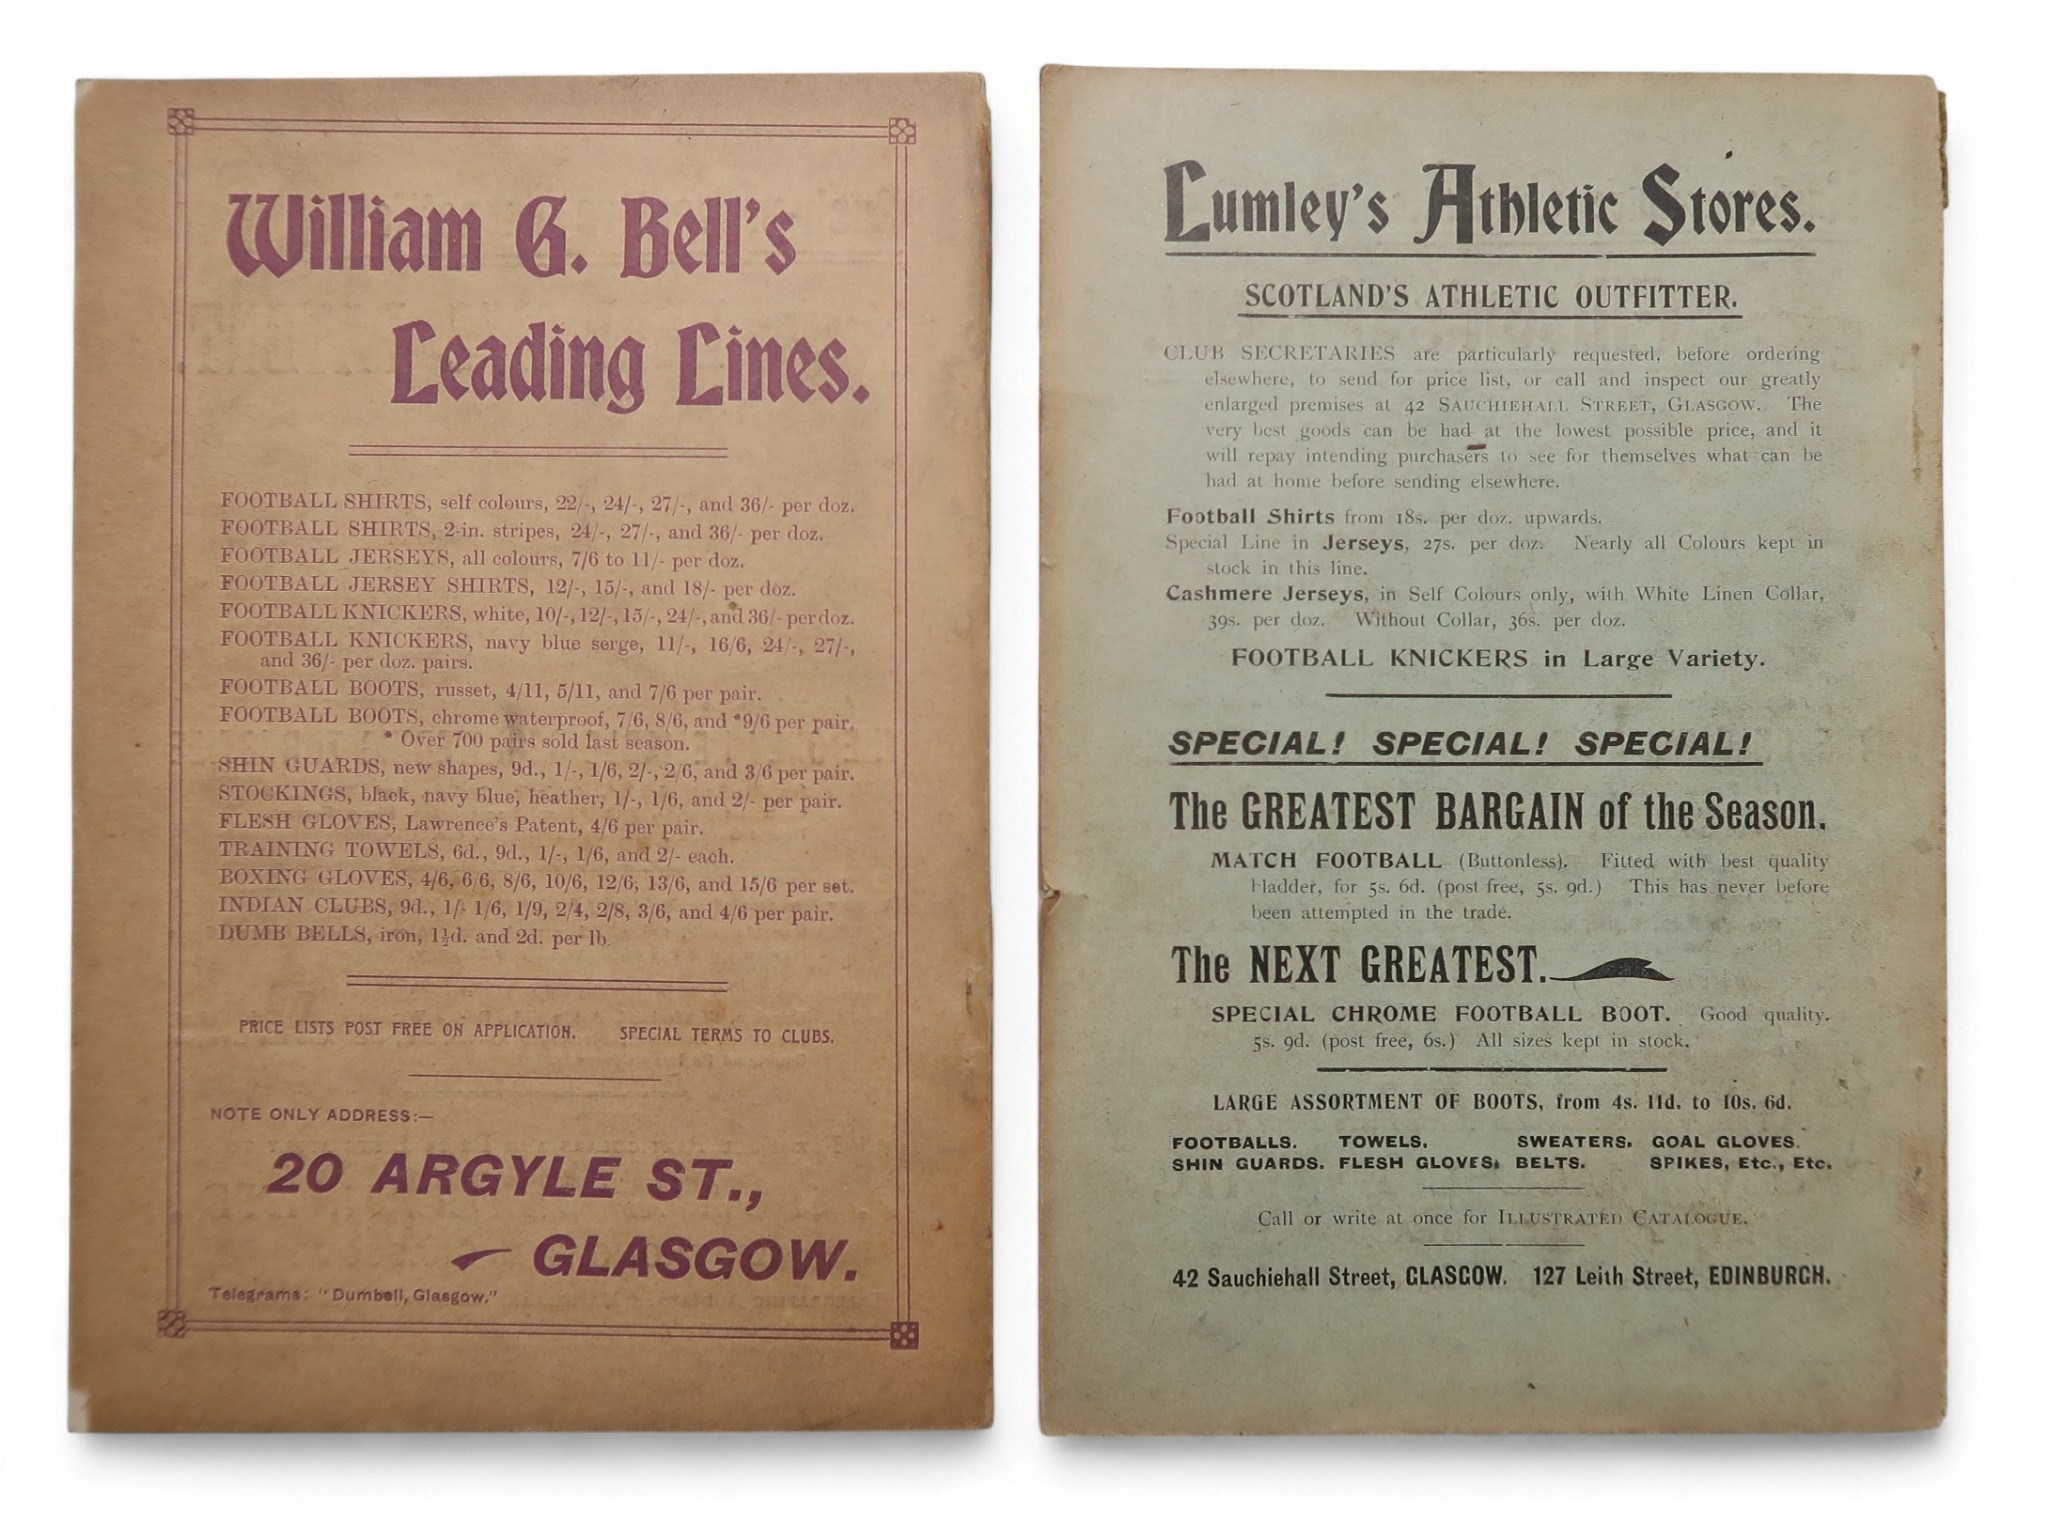 William G. Bell's
Leading Lines.
FOOTBALL SHIRTS, self colours, 22/-, 24/-, 27/-, and 36/- per doz.
FOOTBALL SHIRTS, 2-in. stripes, 24/-, 27/-, and 36/- per doz.
FOOTBALL JERSEYS, all colours, 7/6 to 11/- per doz.
FOOTBALL JERSEY SHIRTS, 12/-, 15/-, and 18/- per doz.
FOOTBALL KNICKERS, white, 10/-, 12/-, 15/-, 24/-, and 36/- per doz.
FOOTBALL KNICKERS, navy blue serge, 11/-, 16/6, 24/-, 27/-,
and 36/- per doz. pairs.
FOOTBALL BOOTS, russet, 4/11, 5/11, and 7/6 per pair.
FOOTBALL BOOTS, chrome waterproof, 7/6, 8/6, and *9/6 per pair.
* Over 700 pairs sold last season.
SHIN GUARDS, new shapes, 9d., 1/-, 1/6, 2/-, 2/6, and 3/6 per pair.
STOCKINGS, black, navy blue, heather, 1/-, 1/6, and 2/- per pair.
FLESH GLOVES, Lawrence's Patent, 4/6 per pair.
TRAINING TOWELS, 6d., 9d., 1/-, 1/6, and 2/- each.
BOXING GLOVES, 4/6, 6/6, 8/6, 10/6, 12/6, 13/6, and 15/6 per set.
INDIAN CLUBS, 9d., 1/- 1/6, 1/9, 2/4, 2/8, 3/6, and 4/6 per pair.
DUMB BELLS, iron, 1½d. and 2d. per lb.
PRICE LISTS POST FREE ON APPLICATION. SPECIAL TERMS TO CLUBS.
NOTE ONLY ADDRESS:—
20 ARGYLE ST.,
GLASGOW.
Telegrams: "Dumbell, Glasgow."
Lumley's Athletic Stores.
SCOTLAND'S ATHLETIC OUTFITTER.
CLUB SECRETARIES are particularly requested, before ordering
elsewhere, to send for price list, or call and inspect our greatly
enlarged premises at 42 SAUCHIEHALL STREET, GLASGOW. The
very best goods can be had at the lowest possible price, and it
will repay intending purchasers to see for themselves what can be
had at home before sending elsewhere.
Football Shirts from 18s. per doz. upwards.
Special Line in Jerseys, 27s. per doz. Nearly all Colours kept in
stock in this line.
Cashmere Jerseys, in Self Colours only, with White Linen Collar,
39s. per doz. Without Collar, 36s. per doz.
FOOTBALL KNICKERS in Large Variety.
SPECIAL! SPECIAL! SPECIAL!
The GREATEST BARGAIN of the Season.
MATCH FOOTBALL (Buttonless). Fitted with best quality
bladder, for 5s. 6d. (post free, 5s. 9d.) This has never before
been attempted in the trade.
The NEXT GREATEST.
SPECIAL CHROME FOOTBALL BOOT. Good quality.
5s. 9d. (post free, 6s.) All sizes kept in stock.
LARGE ASSORTMENT OF BOOTS, from 4s. 11d. to 10s. 6d.
FOOTBALLS. TOWELS. SWEATERS. GOAL GLOVES.
SHIN GUARDS. FLESH GLOVES. BELTS. SPIKES, Etc., Etc.
Call or write at once for ILLUSTRATED CATALOGUE.
42 Sauchiehall Street, GLASGOW. 127 Leith Street, EDINBURGH.